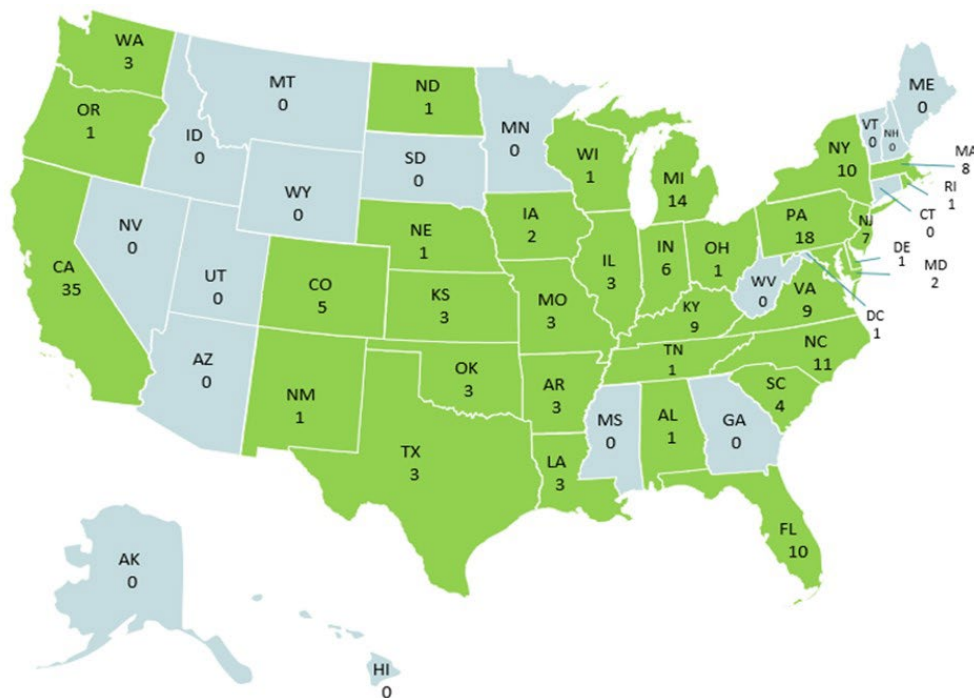 WA
3
MT
0
ND
1
MN
0
ME
0
OR
1
ID
0
SD
0
WI
1
MI
14
VT
0
NH
0
NY
10
MA
8
RI
1
CT
0
WY
0
IA
2
NE
1
PA
18
NJ
7
DE
1
MD
2
DC
1
NV
0
UT
0
CO
5
CA
35
KS
3
MO
3
IL
3
IN
6
OH
1
WV
0
VA
9
KY
9
NC
11
TN
1
SC
4
AZ
0
NM
1
OK
3
AR
3
MS
0
AL
1
GA
0
TX
3
LA
3
FL
10
AK
0
HI
0